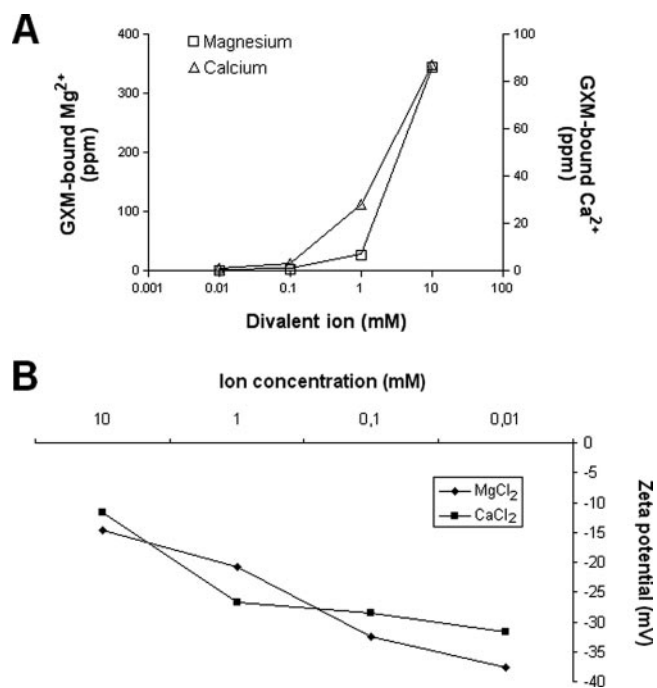 A
GXM-bound Mg2+
(ppm)
400
300
200
100
0
Magnesium
Calcium
100
80
60
40
20
0
GXM-bound Ca2+
(ppm)
0.001 0.01 0.1 1 10 100
Divalent ion (mM)
B
Ion concentration (mM)
10 1 0,1 0,01
0
-5
-10
-15
-20
-25
-30
-35
-40
MgCl2
CaCl2
Zeta potential (mV)